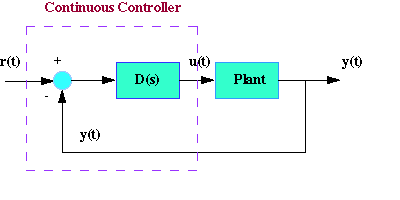 Continuous Controller
r(t)
+
-
D(s)
u(t)
Plant
y(t)
y(t)